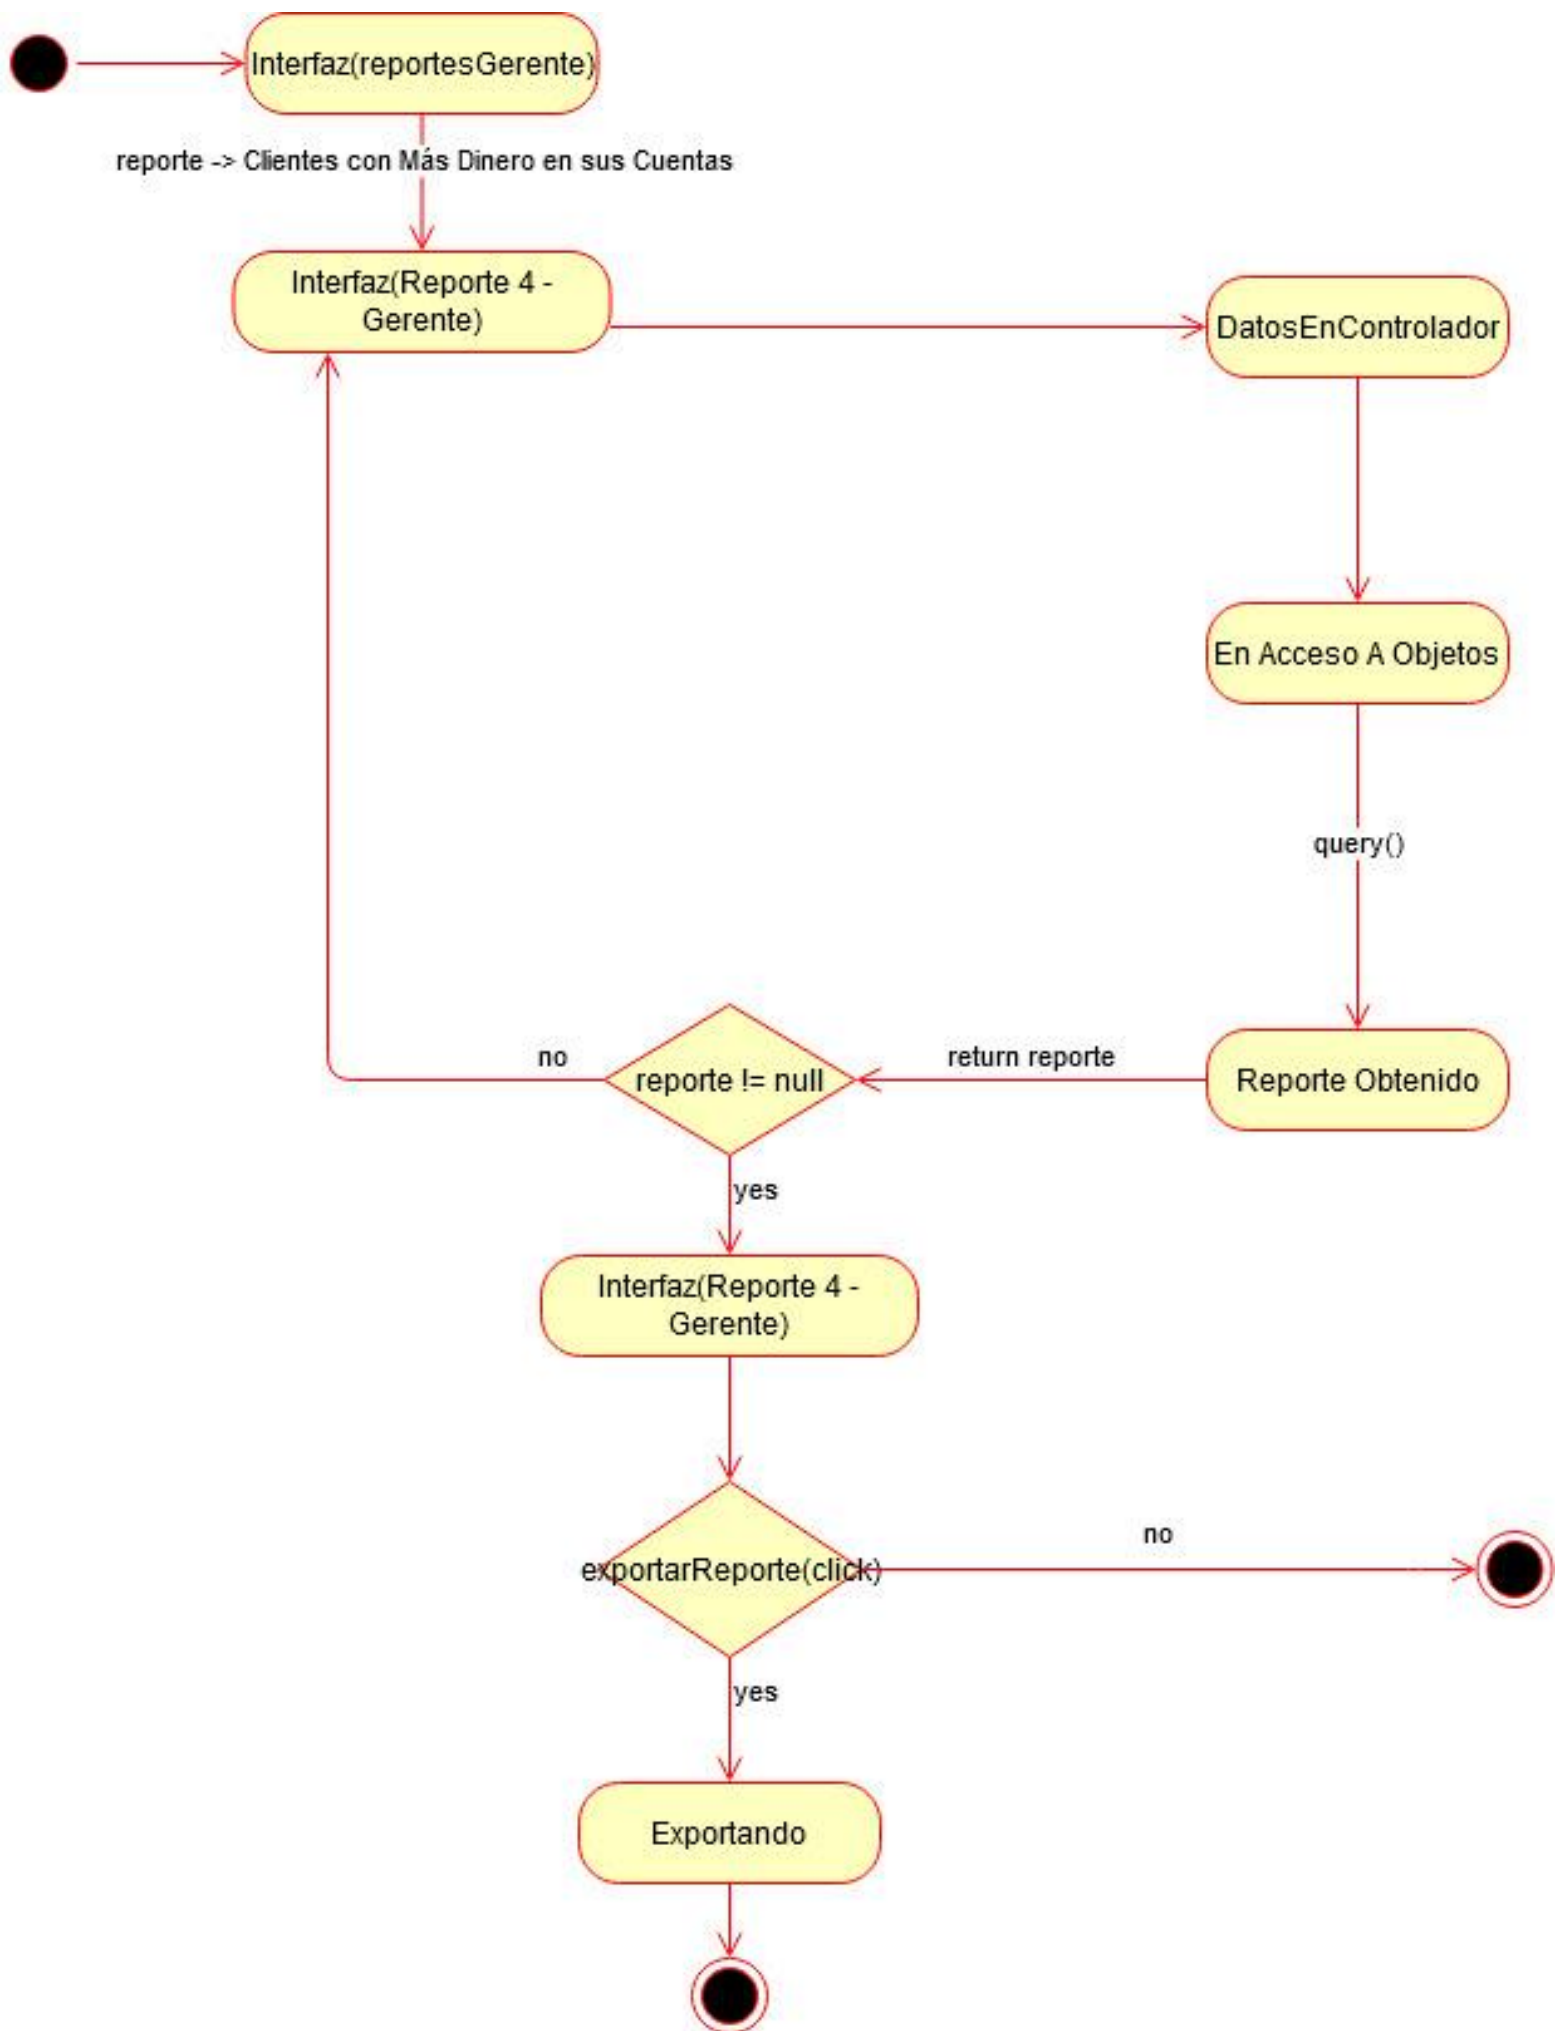 Interfaz(reportesGerente)
reporte -> Clientes con Más Dinero en sus Cuentas
Interfaz(Reporte 4 -
Gerente)
DatosEnControlador
En Acceso A Objetos
query()
no
reporte != null
return reporte
Reporte Obtenido
yes
Interfaz(Reporte 4 -
Gerente)
exportarReporte(click)
no
yes
Exportando